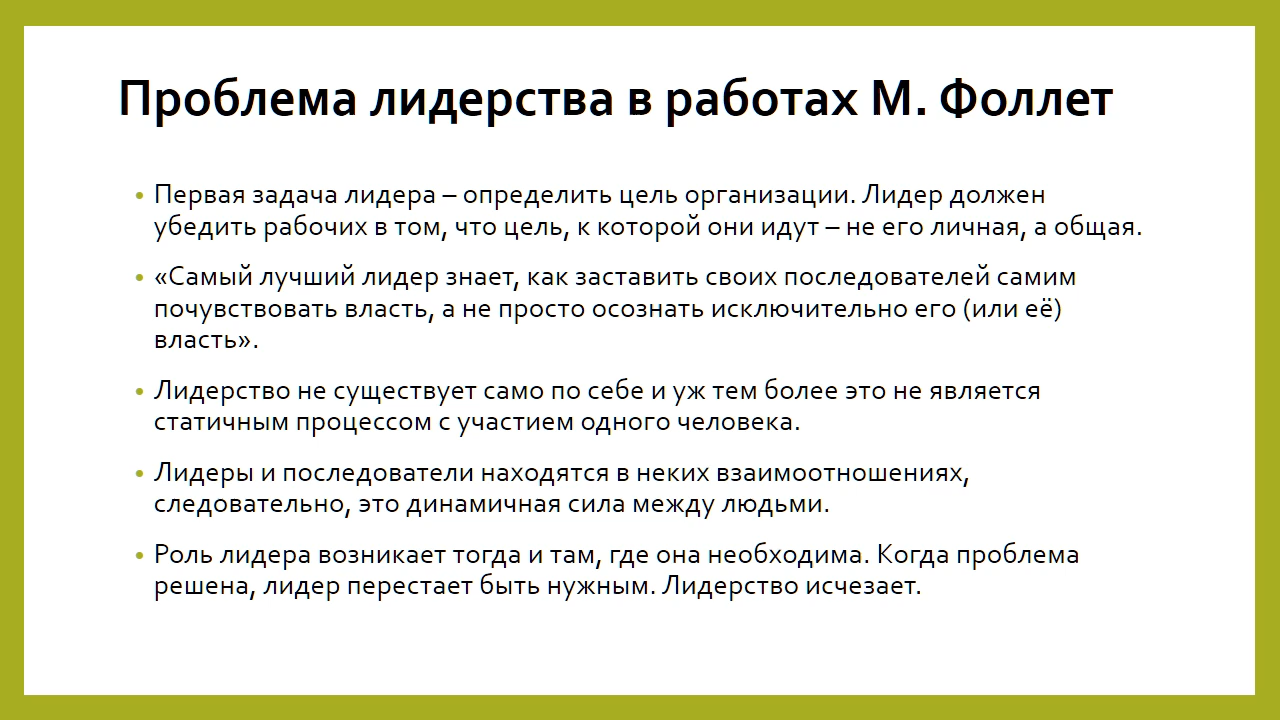 Проблема лидерства в работах М. Фоллет
• Первая задача лидера – определить цель организации. Лидер должен
убедить рабочих в том, что цель, к которой они идут – не его личная, а общая.
• «Самый лучший лидер знает, как заставить своих последователей самим
почувствовать власть, а не просто осознать исключительно его (или её)
власть».
• Лидерство не существует само по себе и уж тем более это не является
статичным процессом с участием одного человека.
• Лидеры и последователи находятся в неких взаимоотношениях,
следовательно, это динамичная сила между людьми.
• Роль лидера возникает тогда и там, где она необходима. Когда проблема
решена, лидер перестает быть нужным. Лидерство исчезает.